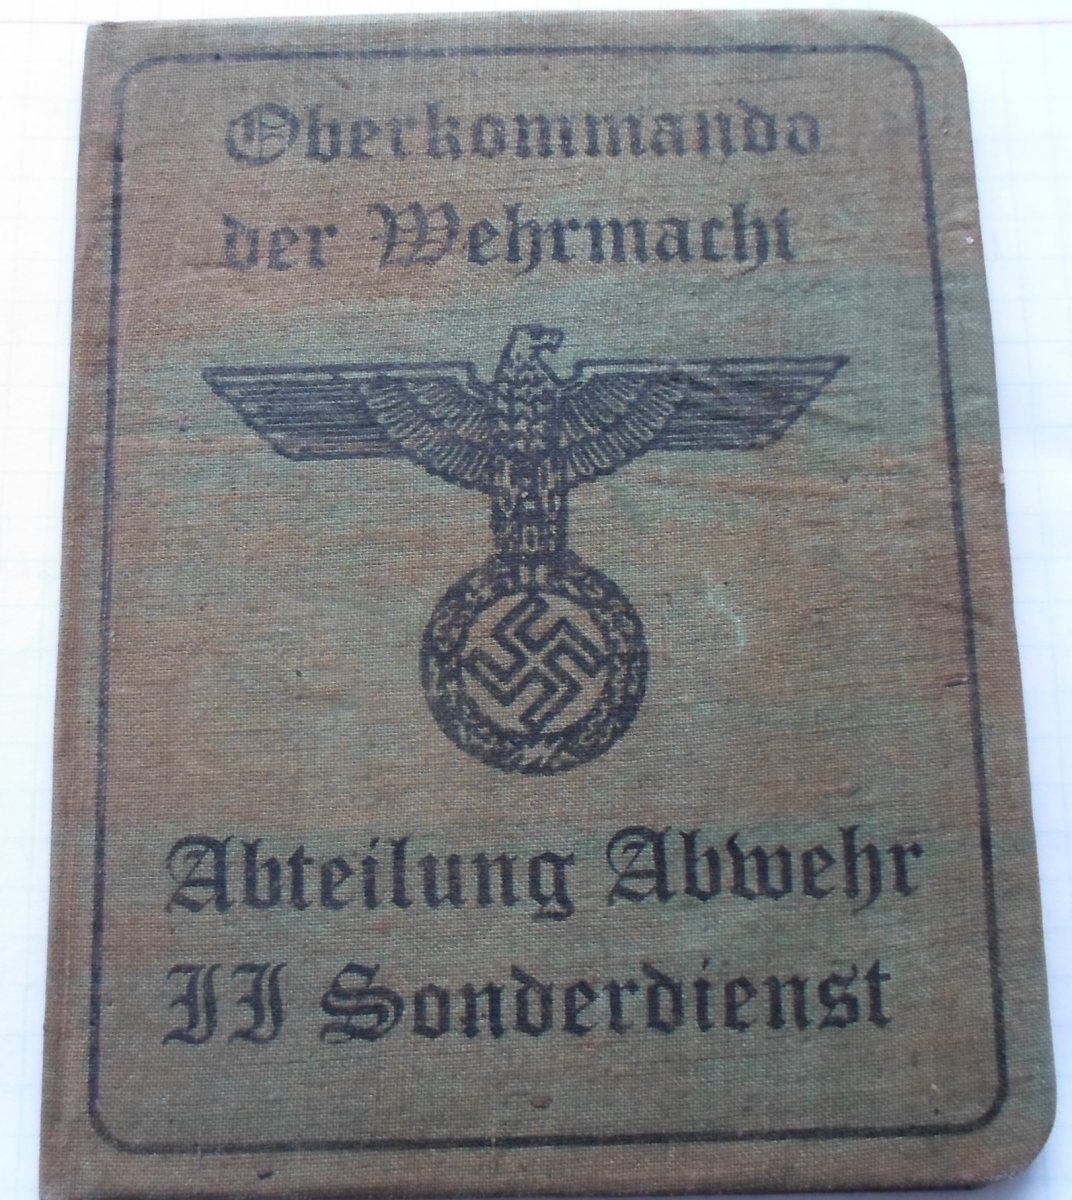 Oberkommando
der Wehrmacht
Abteilung Abwehr
II Sonderdienst